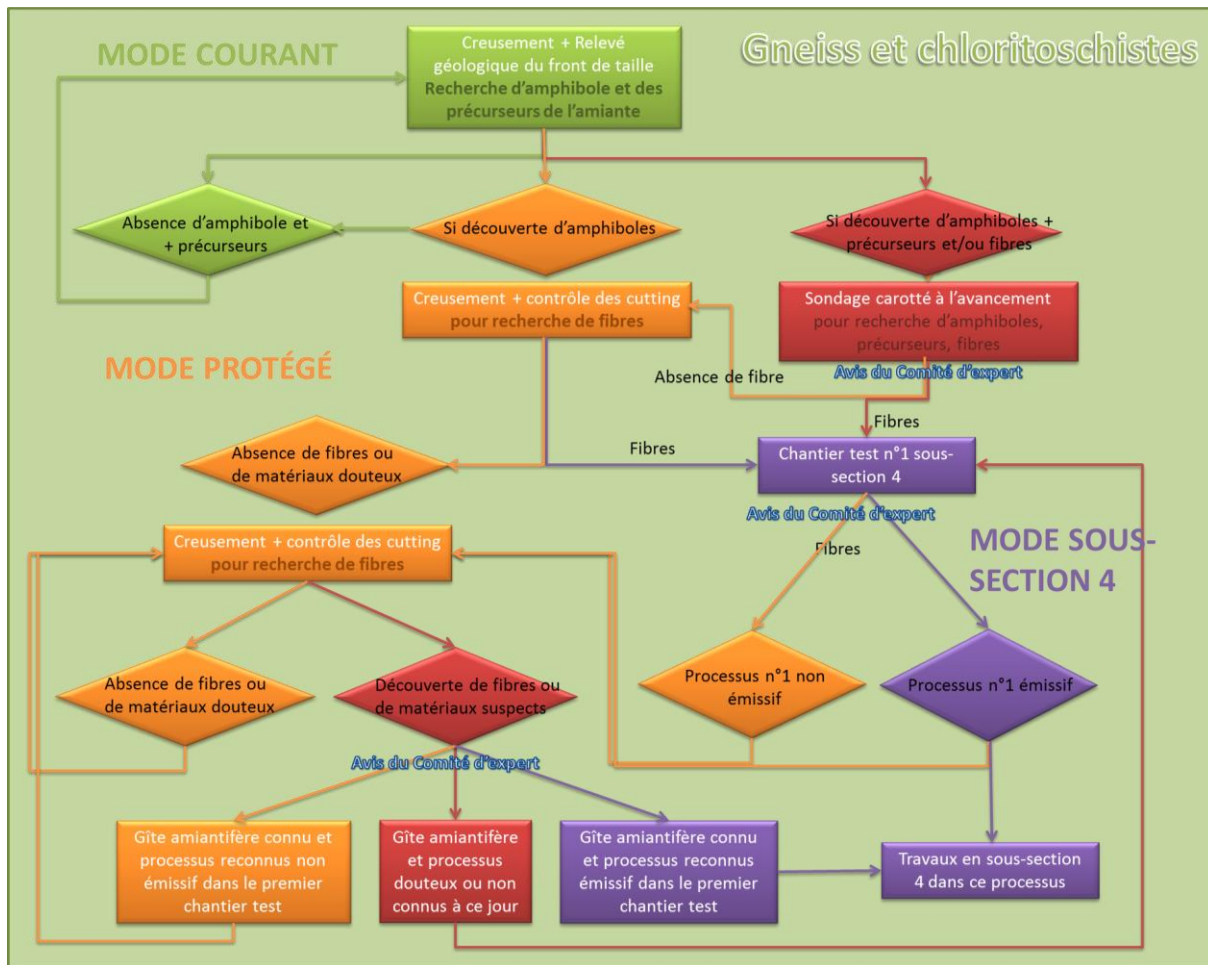 MODE COURANT
Creusement + Relevé
géologique du front de taille
Recherche d'amphibole et des
précurseurs de l'amiante
Gneiss et chloritoschistes
Absence d'amphibole et
+ précurseurs
Si découverte d'amphiboles
Si découverte d'amphiboles +
précurseurs et/ou fibres
Creusement + contrôle des cutting
pour recherche de fibres
Sondage carotté à l'avancement
pour recherche d'amphiboles,
précurseurs, fibres
MODE PROTÉGÉ
Absence de fibre
Avis du Comité d'expert
Fibres
Absence de fibres ou
de matériaux douteux
Fibres
Chantier test n°1 sous-
section 4
Avis du Comité d'expert
Creusement + contrôle des cutting
pour recherche de fibres
Fibres
MODE SOUS-
SECTION 4
Absence de fibres ou
de matériaux douteux
Découverte de fibres ou
de matériaux suspects
Processus n°1 non
émissif
Processus n°1 émissif
Avis du Comité d'expert
Gîte amiantifère connu et
processus reconnus non
émissif dans le premier
chantier test
Gîte amiantifère
et processus
douteux ou non
connus à ce jour
Gîte amiantifère connu
et processus reconnus
émissif dans le premier
chantier test
Travaux en sous-section
4 dans ce processus